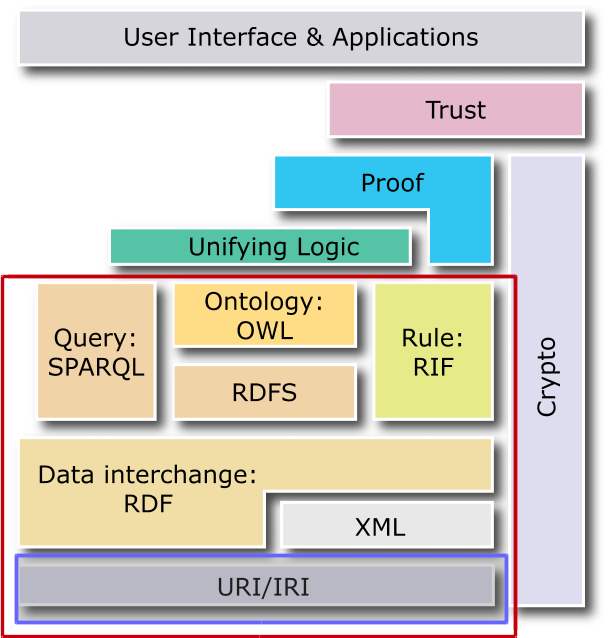 User Interface & Applications
Trust
Proof
Unifying Logic
Query:
SPARQL
Ontology:
OWL
RDFS
Rule:
RIF
Crypto
Data interchange:
RDF
XML
URI/IRI